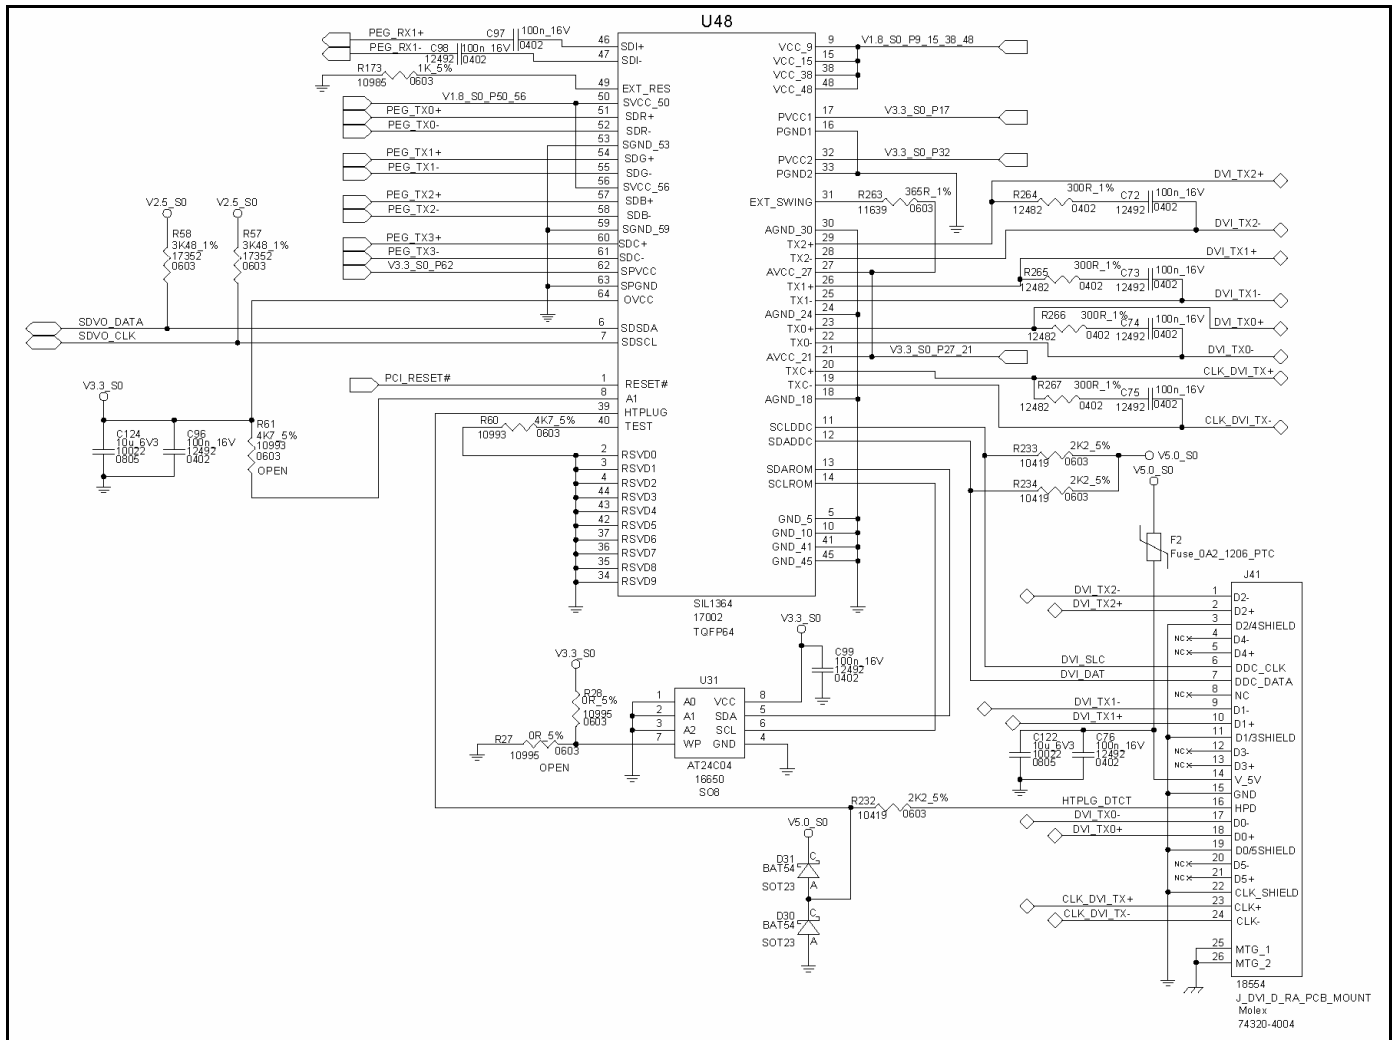 U48
PEG_RX1+
C97
100n_16V
0402
46
SDI+
PEG_RX1-
C98
12492
100n_16V
0402
47
SDI-
R173
10985
1K_5%
0603
49
EXT_RES
V1.8_S0_P50_56
50
SVCC_50
PEG_TX0+
51
SDR+
PEG_TX0-
52
SDR-
53
SGND_53
PEG_TX1+
54
SDG+
PEG_TX1-
55
SDG-
56
SVCC_56
PEG_TX2+
57
SDB+
PEG_TX2-
58
SDB-
59
SGND_59
PEG_TX3+
60
SDC+
PEG_TX3-
61
SDC-
V3.3_S0_P62
62
SPVCC
63
SPGND
64
OVCC
V2.5_S0
V2.5_S0
R58
3K48_1%
17352
0603
R57
3K48_1%
17352
0603
SDVO_DATA
6
SDSDA
SDVO_CLK
7
SDSCL
PCI_RESET#
1
RESET#
8
A1
39
HTPLUG
40
TEST
V3.3_S0
C124
10u_6V3
10022
0805
C96
100n_16V
12492
0402
R61
4K7_5%
10993
0603
OPEN
R60
10993
4K7_5%
0603
2
RSVD0
3
RSVD1
4
RSVD2
44
RSVD3
43
RSVD4
42
RSVD5
37
RSVD6
36
RSVD7
35
RSVD8
34
RSVD9
SIL1364
17002
TQFP64
VCC_9
9
V1.8_S0_P9_15_38_48
VCC_15
15
VCC_38
38
VCC_48
48
PVCC1
17
V3.3_S0_P17
PGND1
16
PVCC2
32
V3.3_S0_P32
PGND2
33
EXT_SWING
31
R263
11639
365R_1%
0603
AGND_30
30
TX2+
29
TX2-
28
AVCC_27
27
TX1+
26
TX1-
25
AGND_24
24
TX0+
23
TX0-
22
AVCC_21
21
V3.3_S0_P27_21
TXC+
20
TXC-
19
AGND_18
18
SCLDDC
11
SDADDC
12
SDAROM
13
SCLROM
14
GND_5
5
GND_10
10
GND_41
41
GND_45
45
DVI_TX2+
R264
12482
300R_1%
0402
C72
12492
100n_16V
0402
DVI_TX2-
DVI_TX1+
R265
12482
300R_1%
0402
C73
12492
100n_16V
0402
DVI_TX1-
R266
12482
300R_1%
0402
C74
12492
100n_16V
0402
DVI_TX0+
DVI_TX0-
CLK_DVI_TX+
R267
12482
300R_1%
0402
C75
12492
100n_16V
0402
CLK_DVI_TX-
R233
10419
2K2_5%
0603
V5.0_S0
R234
10419
2K2_5%
0603
V5.0_S0
F2
Fuse_0A2_1206_PTC
V3.3_S0
C99
100n_16V
12492
0402
V3.3_S0
R28
0R_5%
10995
0603
R27
10995
0R_5%
0603
OPEN
U31
1
A0
VCC
8
2
A1
SDA
5
3
A2
SCL
6
7
WP
GND
4
AT24C04
16650
SO8
R232
10419
2K2_5%
0603
V5.0_S0
D31
BAT54
SOT23
C
A
D30
BAT54
SOT23
C
A
C122
10u_6V3
10022
0805
C76
100n_16V
12492
0402
J41
DVI_TX2-
1
D2-
DVI_TX2+
2
D2+
3
D2/4SHIELD
NC
4
D4-
NC
5
D4+
DVI_SLC
6
DDC_CLK
DVI_DAT
7
DDC_DATA
NC
8
NC
DVI_TX1-
9
D1-
DVI_TX1+
10
D1+
11
D1/3SHIELD
NC
12
D3-
NC
13
D3+
14
V_5V
15
GND
HTPLG_DTCT
16
HPD
DVI_TX0-
17
D0-
DVI_TX0+
18
D0+
19
D0/5SHIELD
NC
20
D5-
NC
21
D5+
22
CLK_SHIELD
CLK_DVI_TX+
23
CLK+
CLK_DVI_TX-
24
CLK-
25
MTG_1
26
MTG_2
18554
J_DVI_D_RA_PCB_MOUNT
Molex
74320-4004